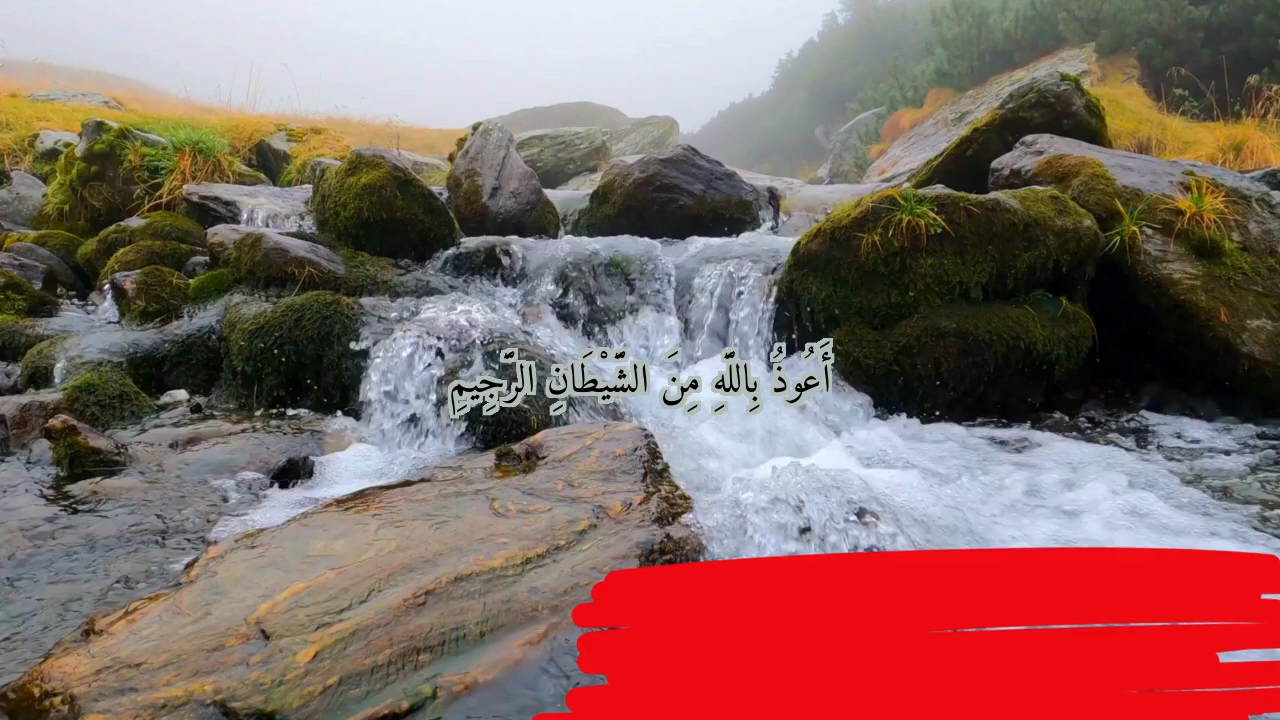 أَعُوذُ بِاللَّهِ مِنَ الشَّيْطَانِ الرَّجِيمِ